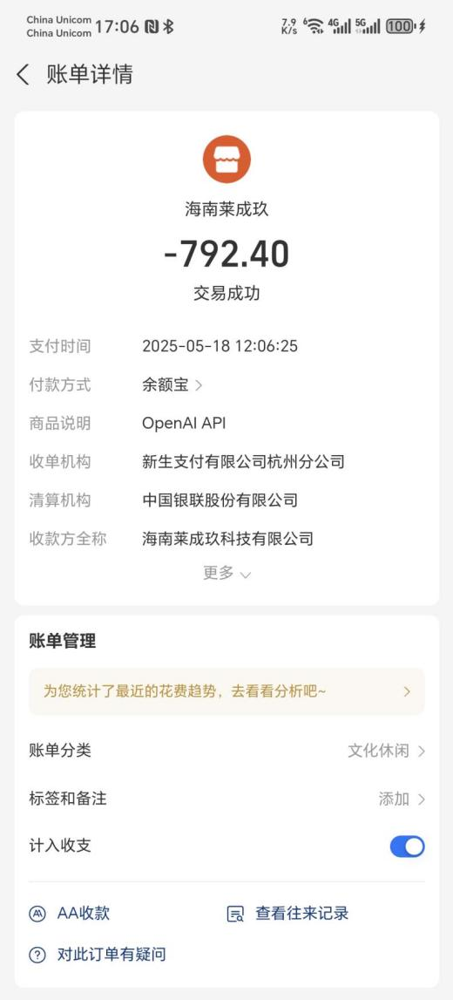 China Unicom
China Unicom
17:06
7.9
K/s
6
4G
5G
100
账单详情
海南莱成玖
-792.40
交易成功
支付时间 2025-05-18 12:06:25
付款方式 余额宝
商品说明 OpenAI API
收单机构 新生支付有限公司杭州分公司
清算机构 中国银联股份有限公司
收款方全称 海南莱成玖科技有限公司
更多
账单管理
为您统计了最近的花费趋势，去看看分析吧~
账单分类 文化休闲
标签和备注 添加
计入收支
AA收款 查看往来记录
对此订单有疑问